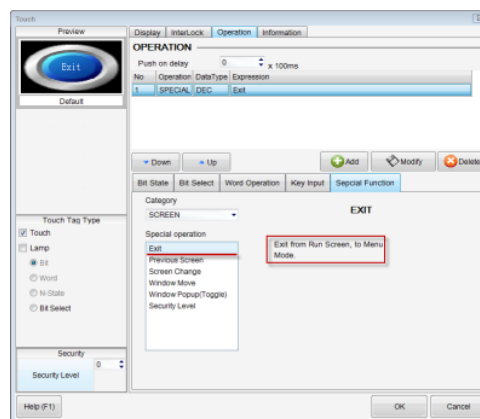 Touch
Preview
Exit
Default
Touch Tag Type
Touch
Lamp
Bit
Word
N-State
Bit Select
Security
Security Level 0
Help (F1)
Display InterLock Operation Information
OPERATION
Push on delay 0 x 100ms
No Operation DataType Expression
1 SPECIAL DEC Exit
Down Up Add Modify Delete
Bit State Bit Select Word Operation Key Input Sepcial Function
Category
SCREEN
EXIT
Special operation
Exit
Previous Screen
Screen Change
Window Move
Window Popup(Toggle)
Security Level
Exit from Run Screen, to Menu
Mode.
OK Cancel